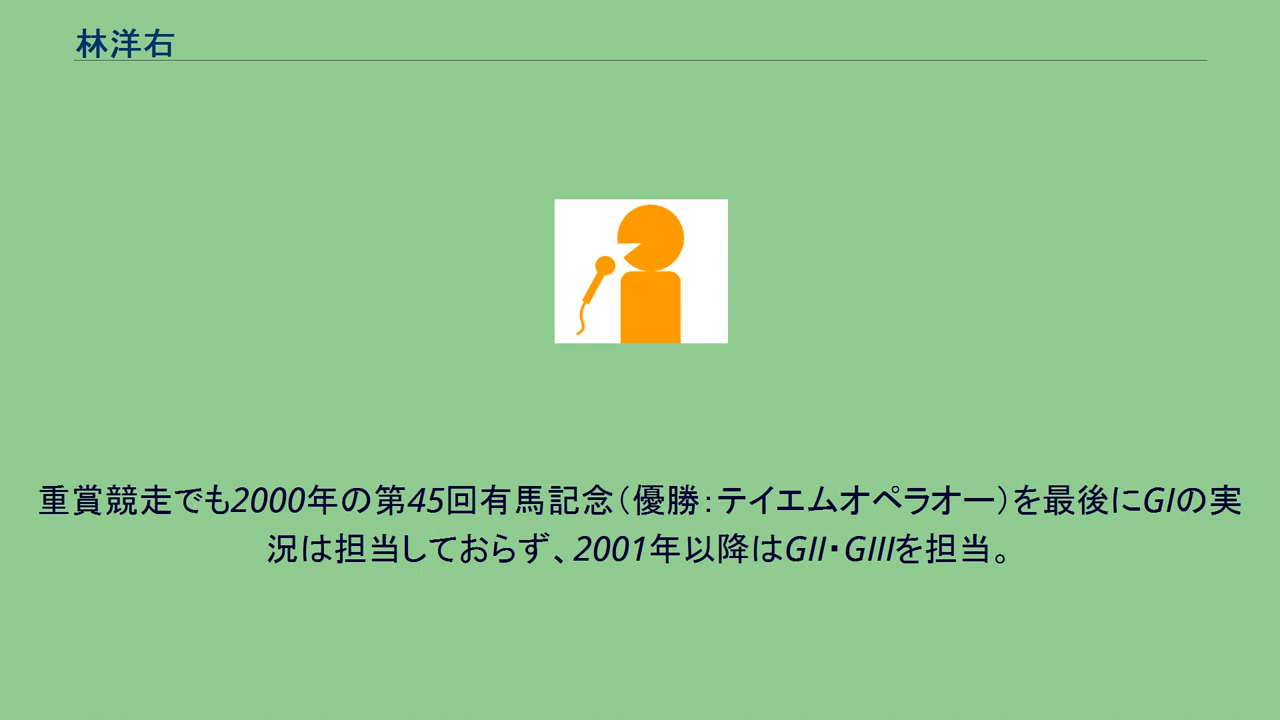 林洋右
重賞競走でも2000年の第45回有馬記念(優勝:テイエムオペラオー)を最後にGIの実
況は担当しておらず、2001年以降はGII・GIIIを担当。